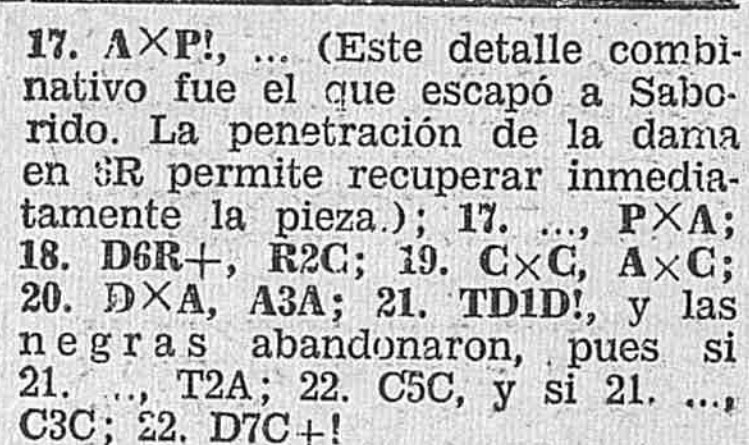 17. A×P!, ... (Este detalle combi-
nativo fue el que escapó a Sabo-
rido. La penetración de la dama
en 6R permite recuperar inmedia-
tamente la pieza.); 17. ..., P×A;
18. D6R+, R2C; 19. C×C, A×C;
20. D×A, A3A; 21. TD1D!, y las
negras abandonaron, pues si
21. .., T2A; 22. C5C, y si 21. ...,
C3C; 22. D7C+!